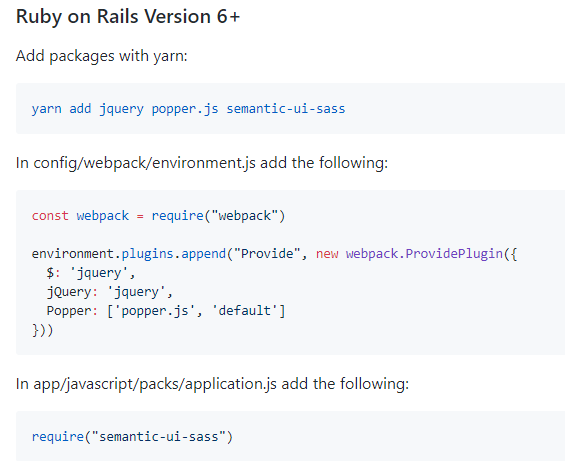 Ruby on Rails Version 6+
Add packages with yarn:
yarn add jquery popper.js semantic-ui-sass
In config/webpack/environment.js add the following:
const webpack = require("webpack")
environment.plugins.append("Provide", new webpack.ProvidePlugin({
  $: 'jquery',
  jQuery: 'jquery',
  Popper: ['popper.js', 'default']
}))
In app/javascript/packs/application.js add the following:
require("semantic-ui-sass")